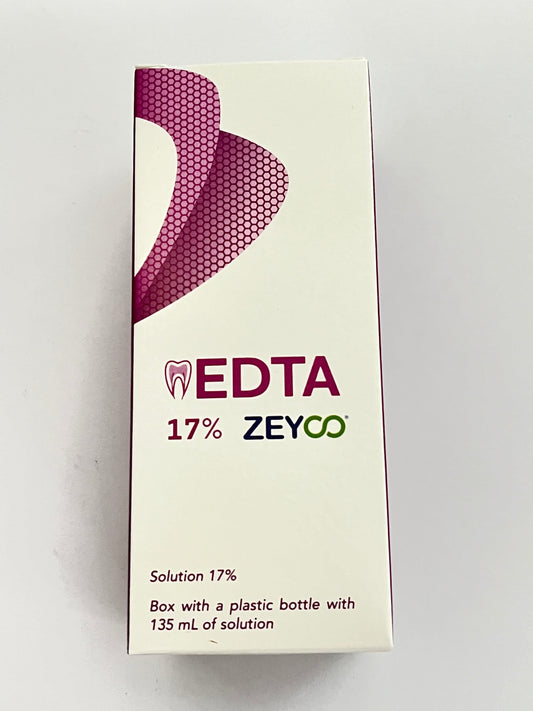 EDTA
17% ZEYCO®
Solution 17%
Box with a plastic bottle with
135 mL of solution